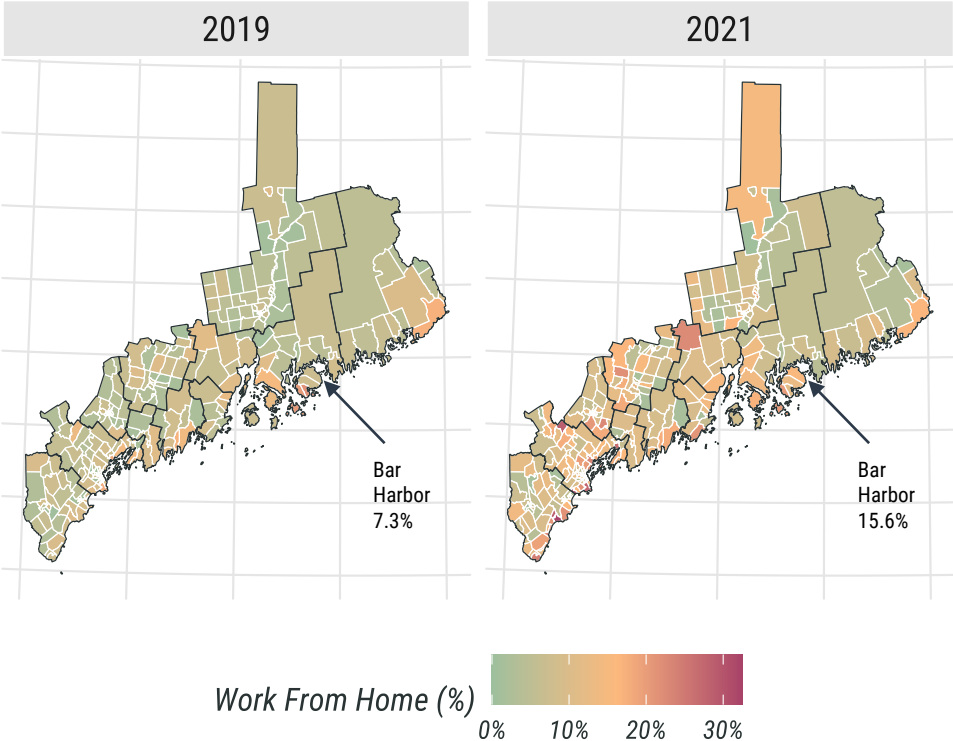 2019
2021
Bar
Harbor
7.3%
Bar
Harbor
15.6%
Work From Home (%)
0% 10% 20% 30%